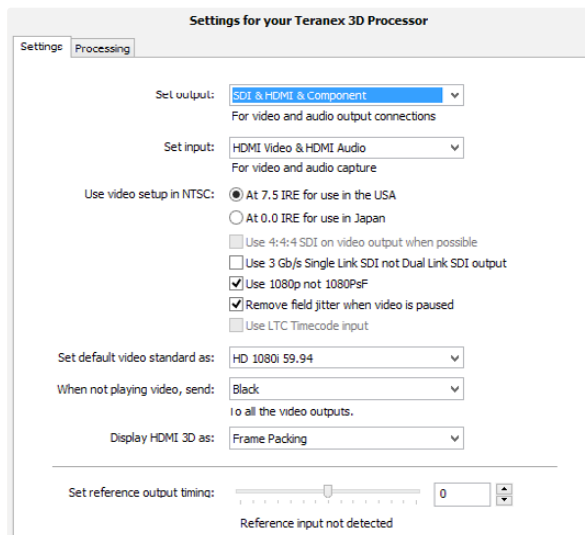 Settings for your Teranex 3D Processor
Settings Processing
Set output: SDI & HDMI & Component
For video and audio output connections
Set input: HDMI Video & HDMI Audio
For video and audio capture
Use video setup in NTSC: At 7.5 IRE for use in the USA
At 0.0 IRE for use in Japan
Use 4:4:4 SDI on video output when possible
Use 3 Gb/s Single Link SDI not Dual Link SDI output
Use 1080p not 1080PsF
Remove field jitter when video is paused
Use LTC Timecode input
Set default video standard as: HD 1080i 59.94
When not playing video, send: Black
To all the video outputs.
Display HDMI 3D as: Frame Packing
Set reference output timing: 0
Reference input not detected